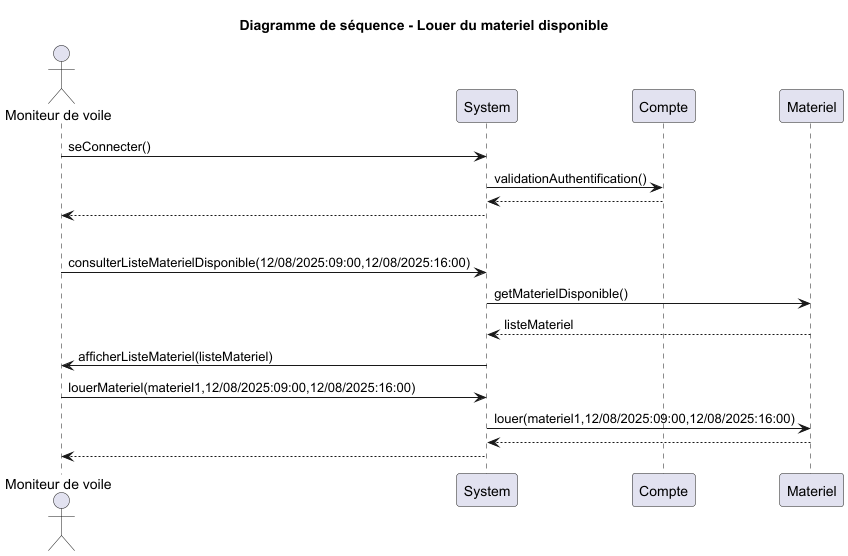 Diagramme de séquence - Louer du materiel disponible
Moniteur de voile
System
Compte
Materiel
seConnecter()
validationAuthentification()
consulterListeMaterielDisponible(12/08/2025:09:00,12/08/2025:16:00)
getMaterielDisponible()
listeMateriel
afficherListeMateriel(listeMateriel)
louerMateriel(materiel1,12/08/2025:09:00,12/08/2025:16:00)
louer(materiel1,12/08/2025:09:00,12/08/2025:16:00)
Moniteur de voile
System
Compte
Materiel